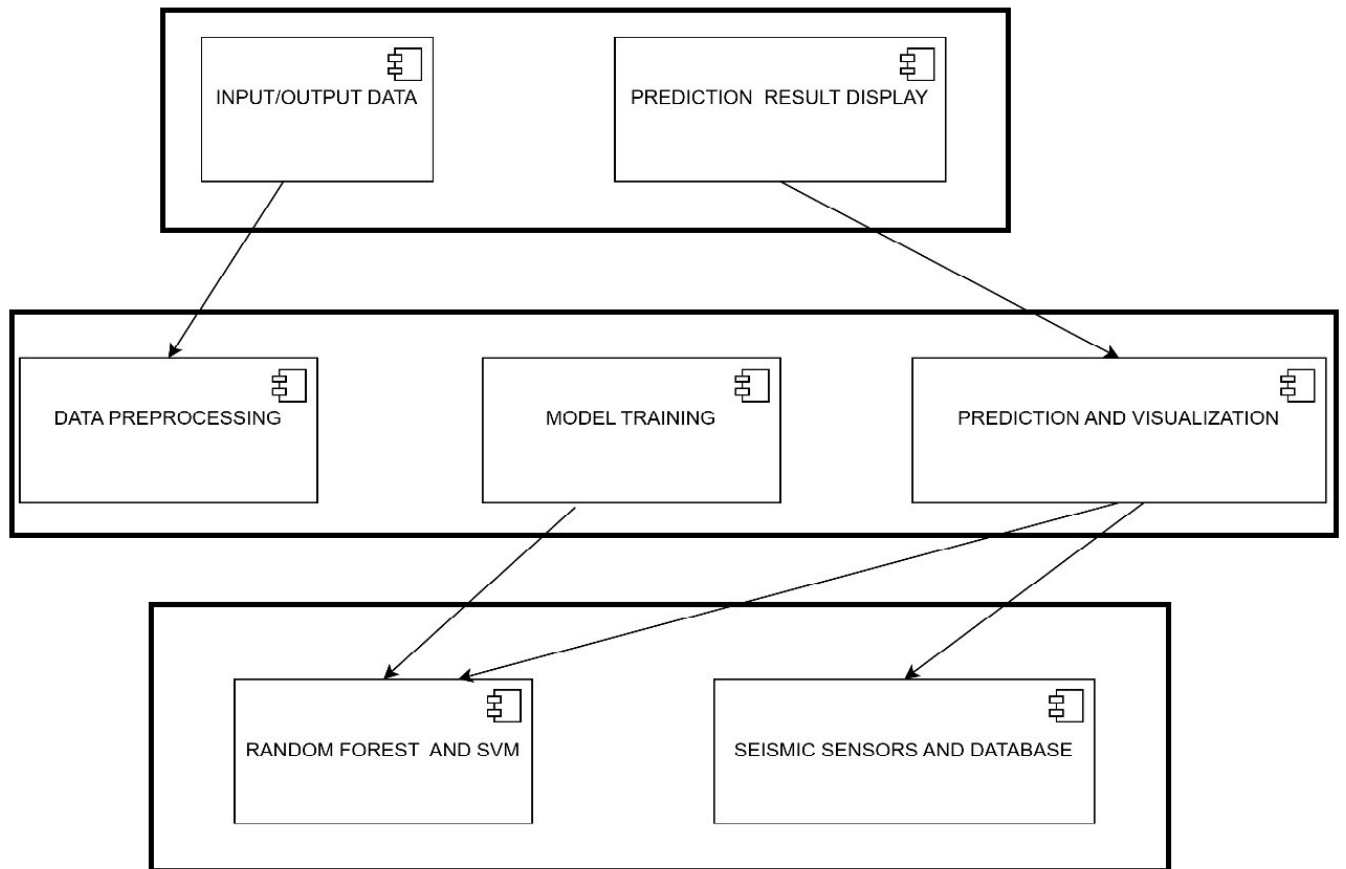 INPUT/OUTPUT DATA
PREDICTION RESULT DISPLAY
DATA PREPROCESSING
MODEL TRAINING
PREDICTION AND VISUALIZATION
RANDOM FOREST AND SVM
SEISMIC SENSORS AND DATABASE